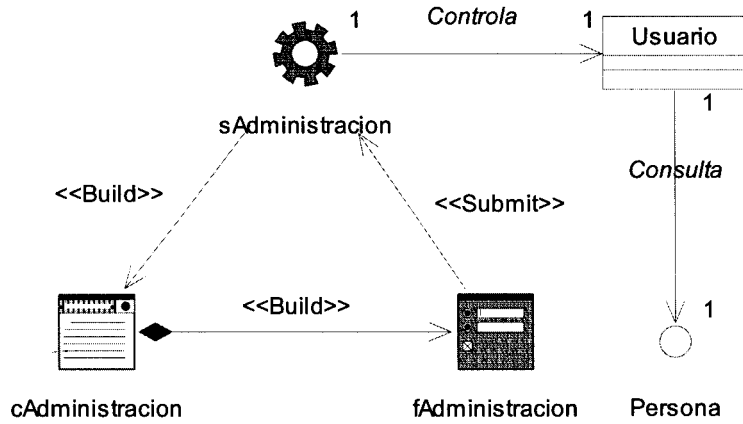 1 Controla 1
Usuario
sAdministracion
1
Consulta
<<Build>>
<<Submit>>
<<Build>>
1
cAdministracion
fAdministracion
Persona